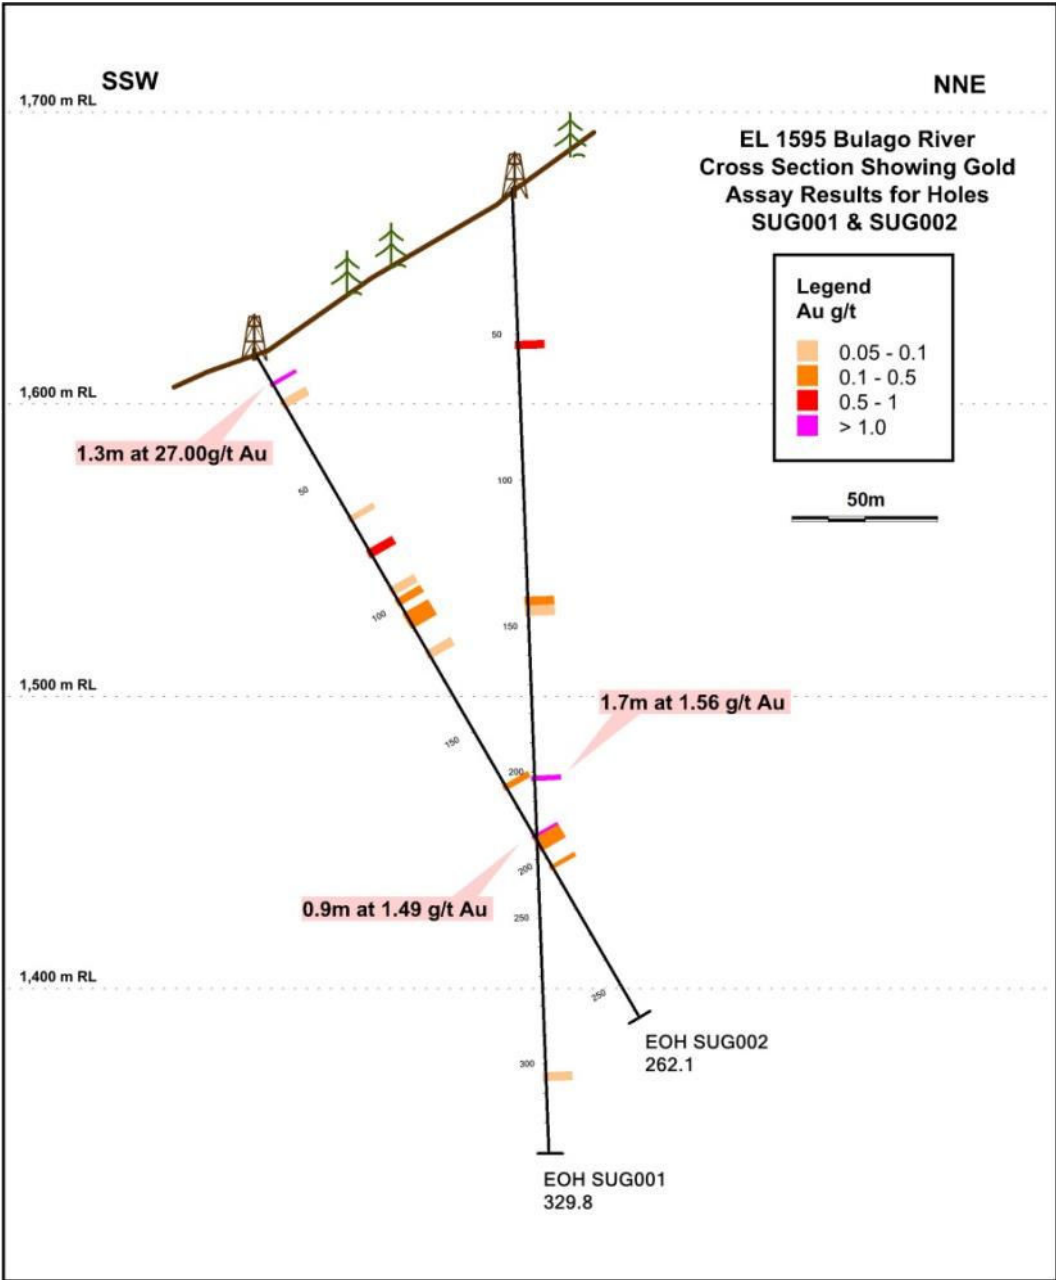 SSW
NNE
1,700 m RL
EL 1595 Bulago River
Cross Section Showing Gold
Assay Results for Holes
SUG001 & SUG002
Legend
Au g/t
0.05 - 0.1
0.1 - 0.5
0.5 - 1
> 1.0
50m
50
1,600 m RL
1.3m at 27.00g/t Au
50
100
100
150
1,500 m RL
1.7m at 1.56 g/t Au
150
200
200
0.9m at 1.49 g/t Au
250
1,400 m RL
250
EOH SUG002
262.1
300
EOH SUG001
329.8